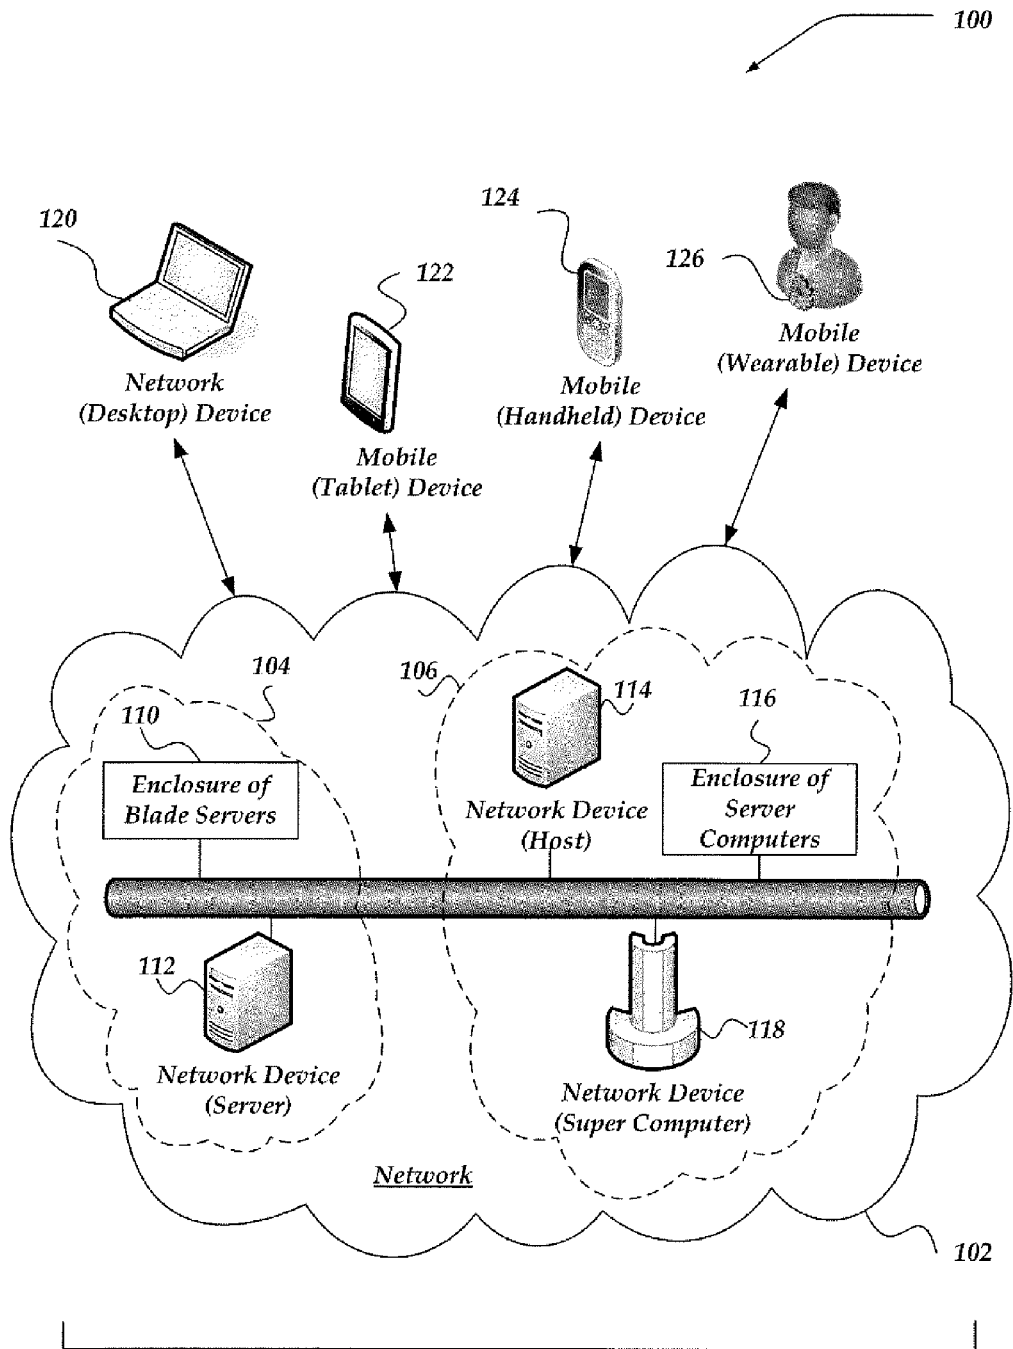 100
120
Network
(Desktop) Device
122
Mobile
(Tablet) Device
124
Mobile
(Handheld) Device
126
Mobile
(Wearable) Device
104
106
110
Enclosure of
Blade Servers
114
Network Device
(Host)
116
Enclosure of
Server
Computers
112
Network Device
(Server)
118
Network Device
(Super Computer)
Network
102